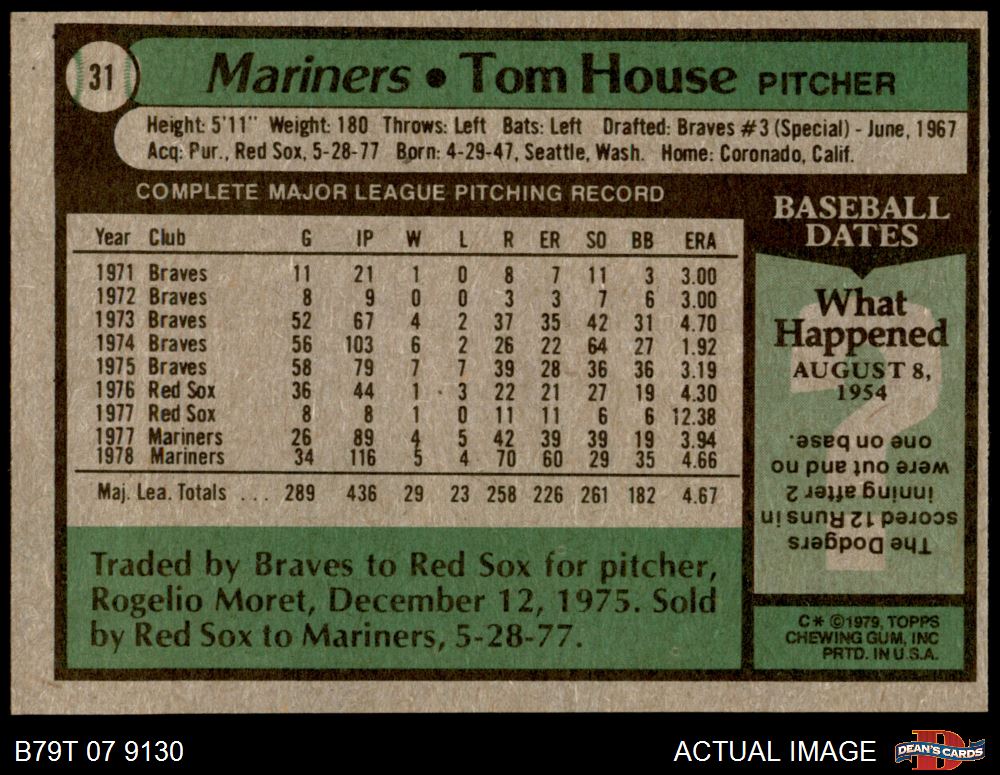 31
Mariners • Tom House PITCHER
Height: 5'11" Weight: 180 Throws: Left Bats: Left Drafted: Braves #3 (Special) - June, 1967
Acq: Pur., Red Sox, 5-28-77 Born: 4-29-47, Seattle, Wash. Home: Coronado, Calif.
COMPLETE MAJOR LEAGUE PITCHING RECORD
Year Club G IP W L R ER SO BB ERA
1971 Braves 11 21 1 0 8 7 11 3 3.00
1972 Braves 8 9 0 0 3 3 7 6 3.00
1973 Braves 52 67 4 2 37 35 42 31 4.70
1974 Braves 56 103 6 2 26 22 64 27 1.92
1975 Braves 58 79 7 7 39 28 36 36 3.19
1976 Red Sox 36 44 1 3 22 21 27 19 4.30
1977 Red Sox 8 8 1 0 11 11 6 6 12.38
1977 Mariners 26 89 4 5 42 39 39 19 3.94
1978 Mariners 34 116 5 4 70 60 29 35 4.66
Maj. Lea. Totals ... 289 436 29 23 258 226 261 182 4.67
Traded by Braves to Red Sox for pitcher,
Rogelio Moret, December 12, 1975. Sold
by Red Sox to Mariners, 5-28-77.
BASEBALL
DATES
What
Happened
AUGUST 8,
1954
?
The Dodgers
scored 12 Runs in
inning after 2
were out and no
one on base.
C* ©1979, TOPPS
CHEWING GUM, INC
PRTD. IN U.S.A.
B79T 07 9130
ACTUAL IMAGE
D
DEAN'S CARDS